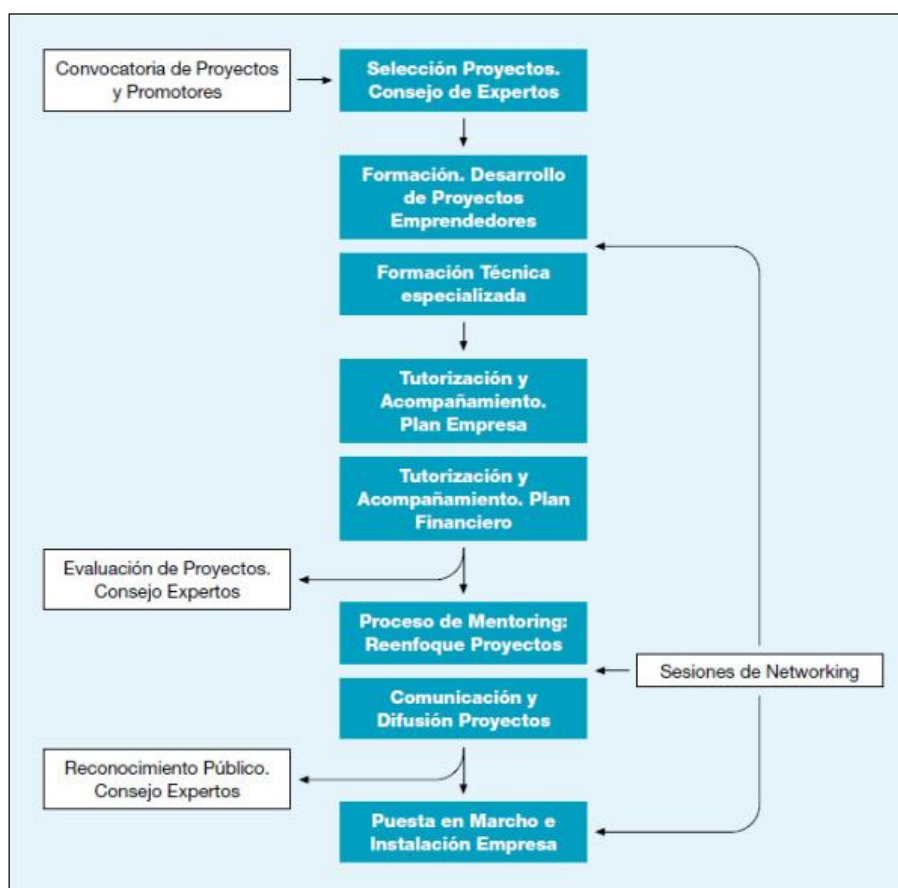 Convocatoria de Proyectos
y Promotores
Selección Proyectos.
Consejo de Expertos
Formación. Desarrollo
de Proyectos
Emprendedores
Formación Técnica
especializada
Tutorización y
Acompañamiento.
Plan Empresa
Tutorización y
Acompañamiento. Plan
Financiero
Evaluación de Proyectos.
Consejo Expertos
Proceso de Mentoring:
Reenfoque Proyectos
Sesiones de Networking
Comunicación y
Difusión Proyectos
Reconocimiento Público.
Consejo Expertos
Puesta en Marcho e
Instalación Empresa